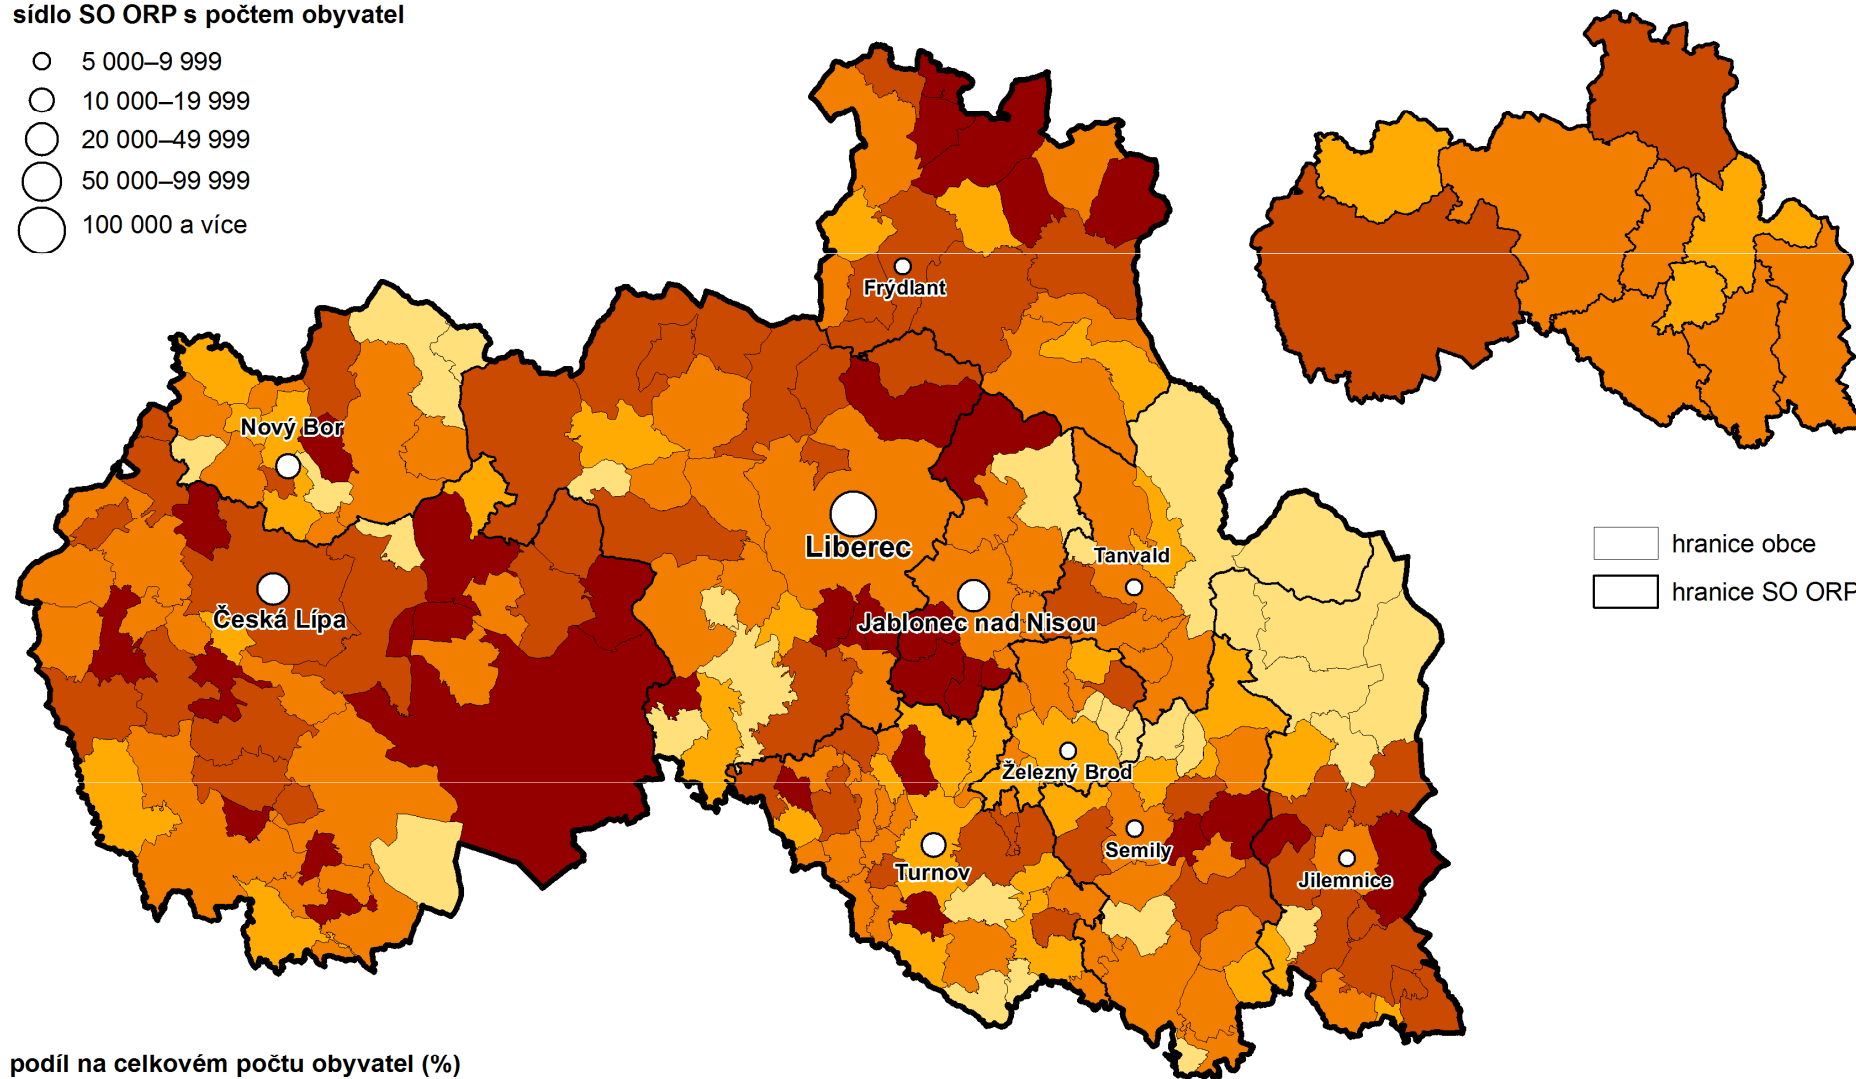 sídlo SO ORP s počtem obyvatel
5 000–9 999
10 000–19 999
20 000–49 999
50 000–99 999
100 000 a více
Frýdlant
Nový Bor
Liberec
Tanvald
Česká Lípa
Jablonec nad Nisou
Železný Brod
Semily
Turnov
Jilemnice
hranice obce
hranice SO ORP
podíl na celkovém počtu obyvatel (%)